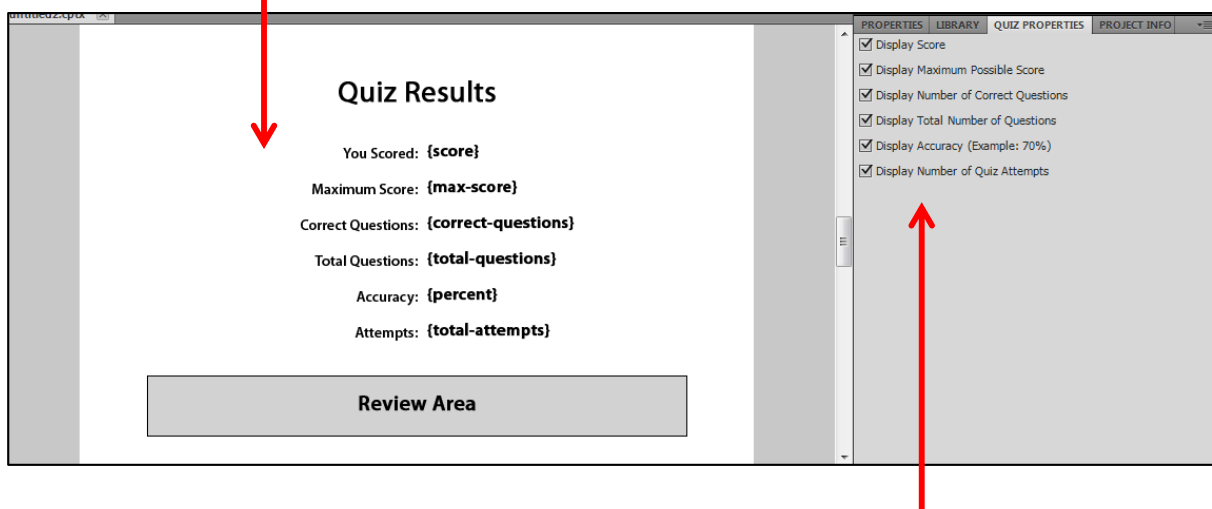 untitled2.cptx
Quiz Results
You Scored: {score}
Maximum Score: {max-score}
Correct Questions: {correct-questions}
Total Questions: {total-questions}
Accuracy: {percent}
Attempts: {total-attempts}
Review Area
PROPERTIES LIBRARY QUIZ PROPERTIES PROJECT INFO
Display Score
Display Maximum Possible Score
Display Number of Correct Questions
Display Total Number of Questions
Display Accuracy (Example: 70%)
Display Number of Quiz Attempts